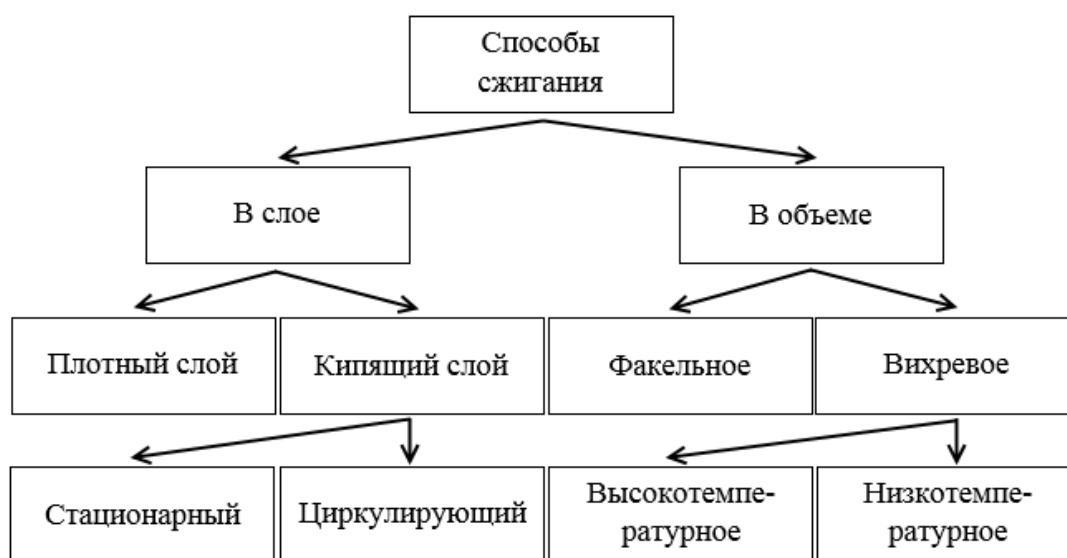 Способы
сжигания
В слое
В объеме
Плотный слой
Кипящий слой
Факельное
Вихревое
Стационарный
Циркулирующий
Высокотемпе-
ратурное
Низкотемпе-
ратурное